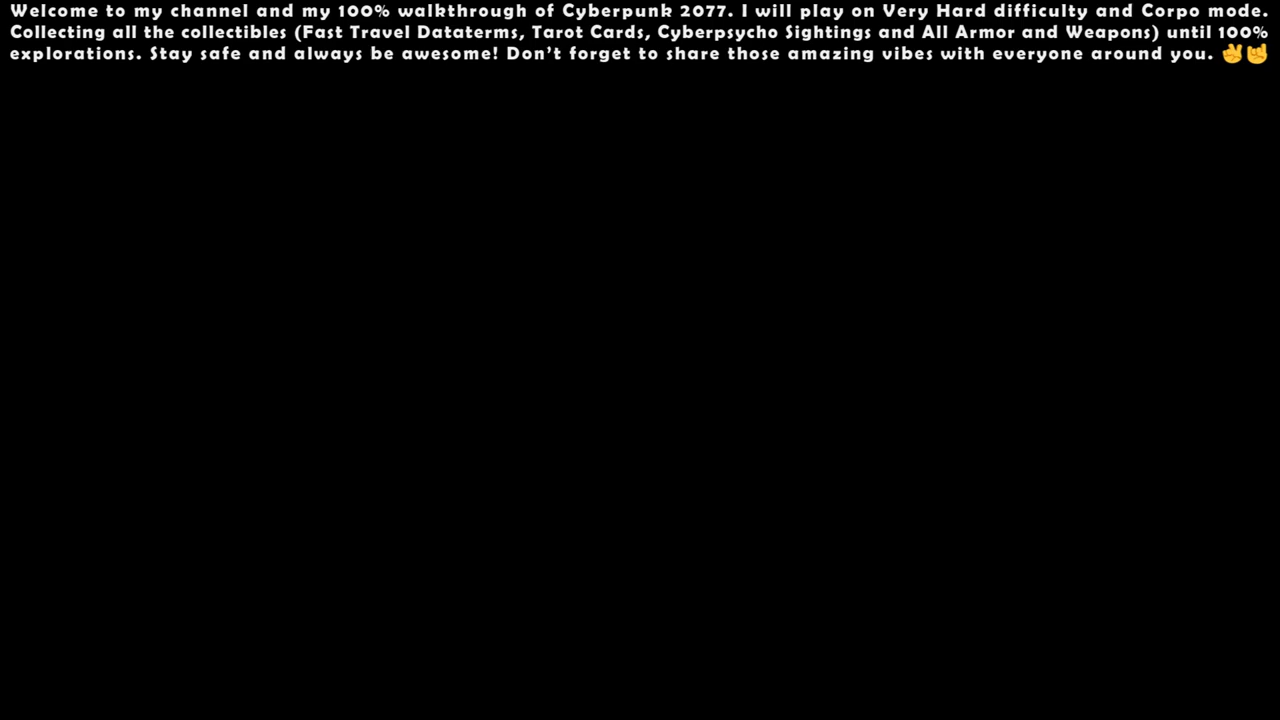 Welcome to my channel and my 100% walkthrough of Cyberpunk 2077. I will play on Very Hard difficulty and Corpo mode.
Collecting all the collectibles (Fast Travel Dataterms, Tarot Cards, Cyberpsycho Sightings and All Armor and Weapons) until 100%
explorations. Stay safe and always be awesome! Don’t forget to share those amazing vibes with everyone around you. ✌🤘